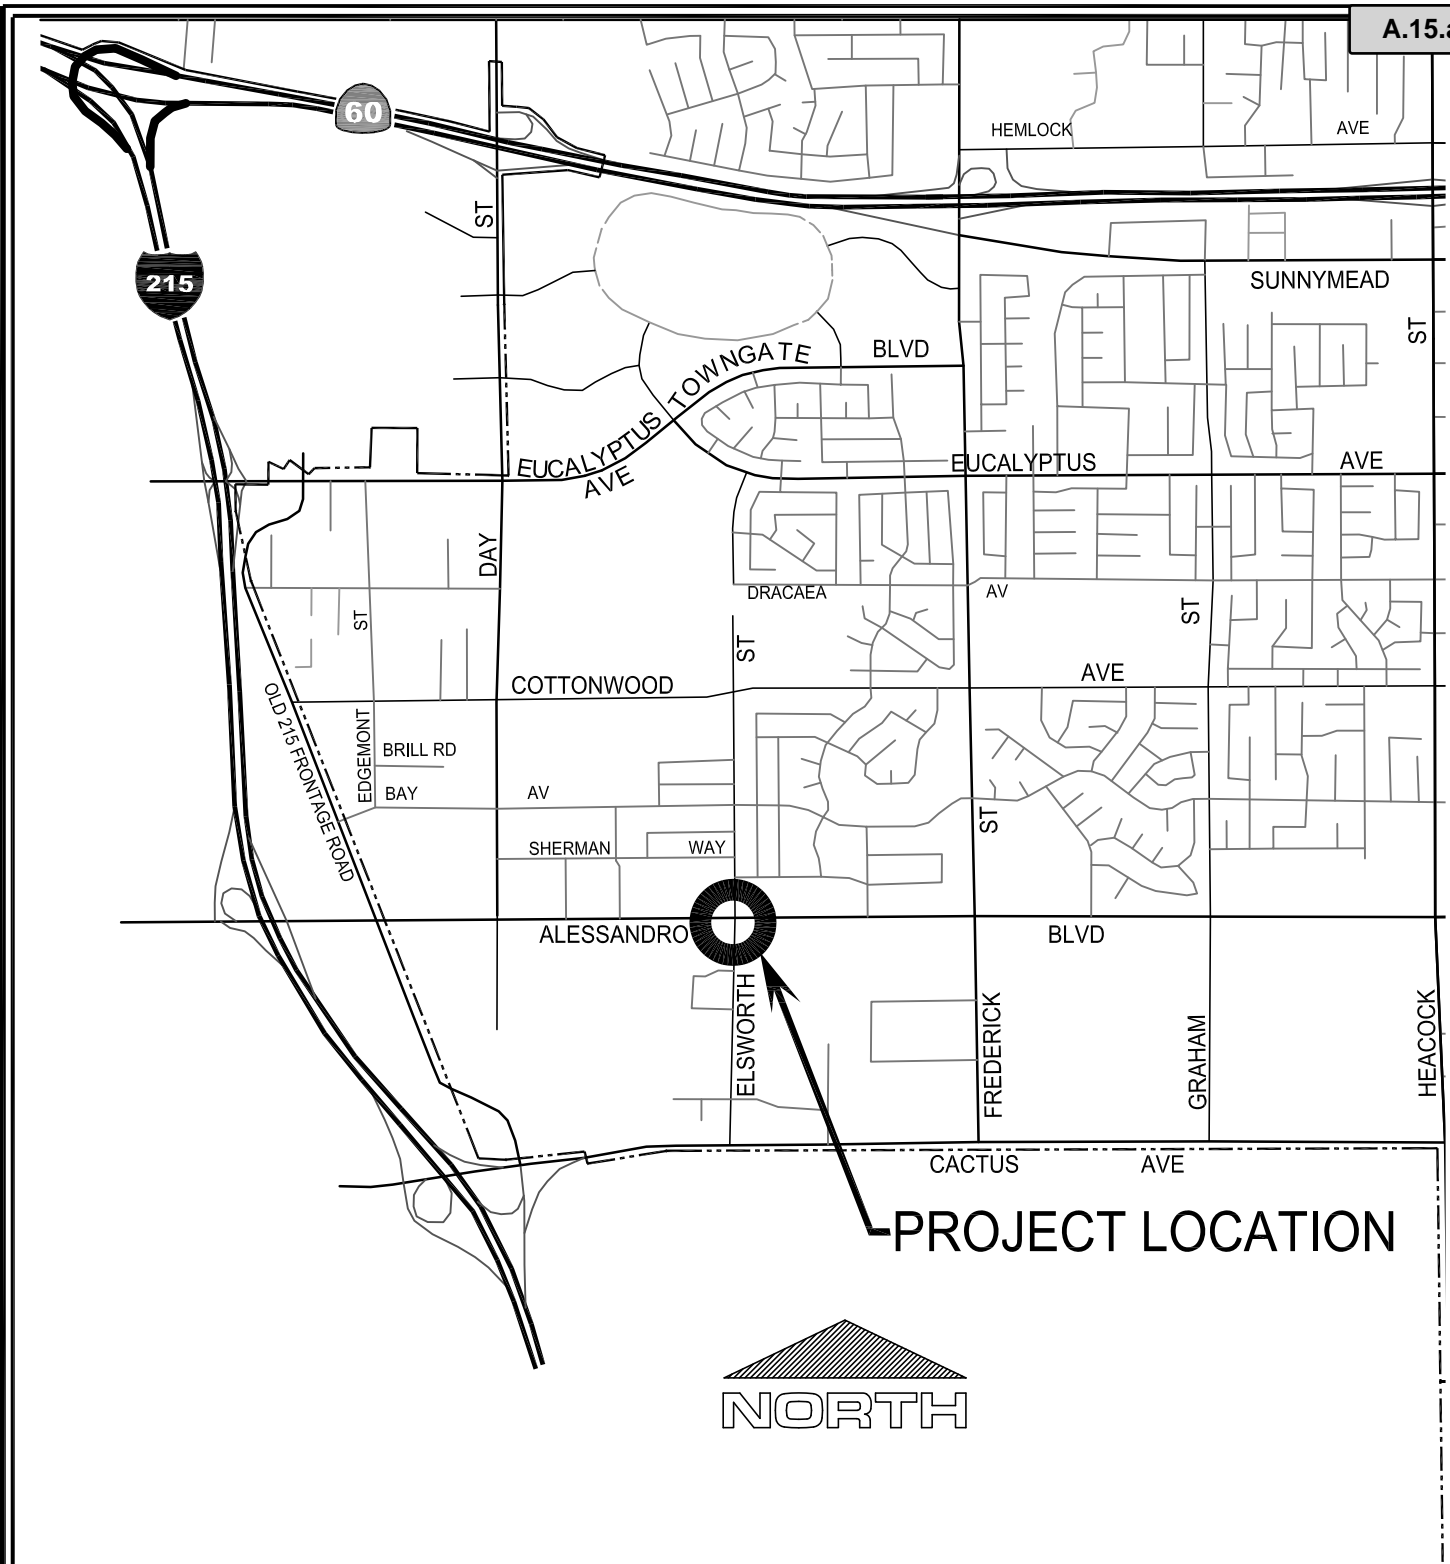 A.15.a
60
HEMLOCK AVE
ST
215
SUNNYMEAD
ST
BLVD
TOWNGATE
EUCALYPTUS
AVE
EUCALYPTUS AVE
DAY
DRACAEA AV
ST
ST
ST
COTTONWOOD AVE
OLD 215 FRONTAGE ROAD
EDGEMONT
BRILL RD
BAY AV
ST
SHERMAN WAY
ALESSANDRO BLVD
ELSWORTH
FREDERICK
GRAHAM
HEACOCK
CACTUS AVE
PROJECT LOCATION
NORTH